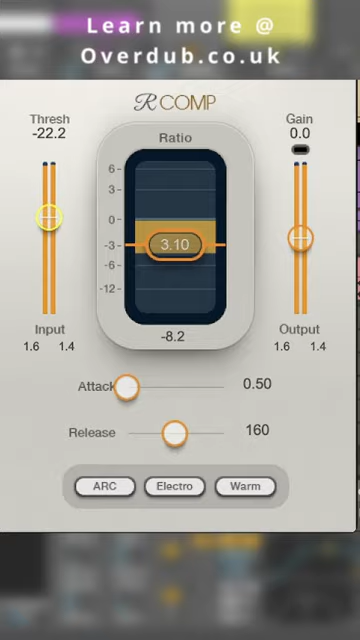 Learn more @
Overdub.co.uk
R COMP
Thresh
-22.2
Ratio
Gain
0.0
6
3
0
-3
-6
-12
3.10
Input
1.6 1.4
-8.2
Output
1.6 1.4
Attack
0.50
Release
160
ARC
Electro
Warm